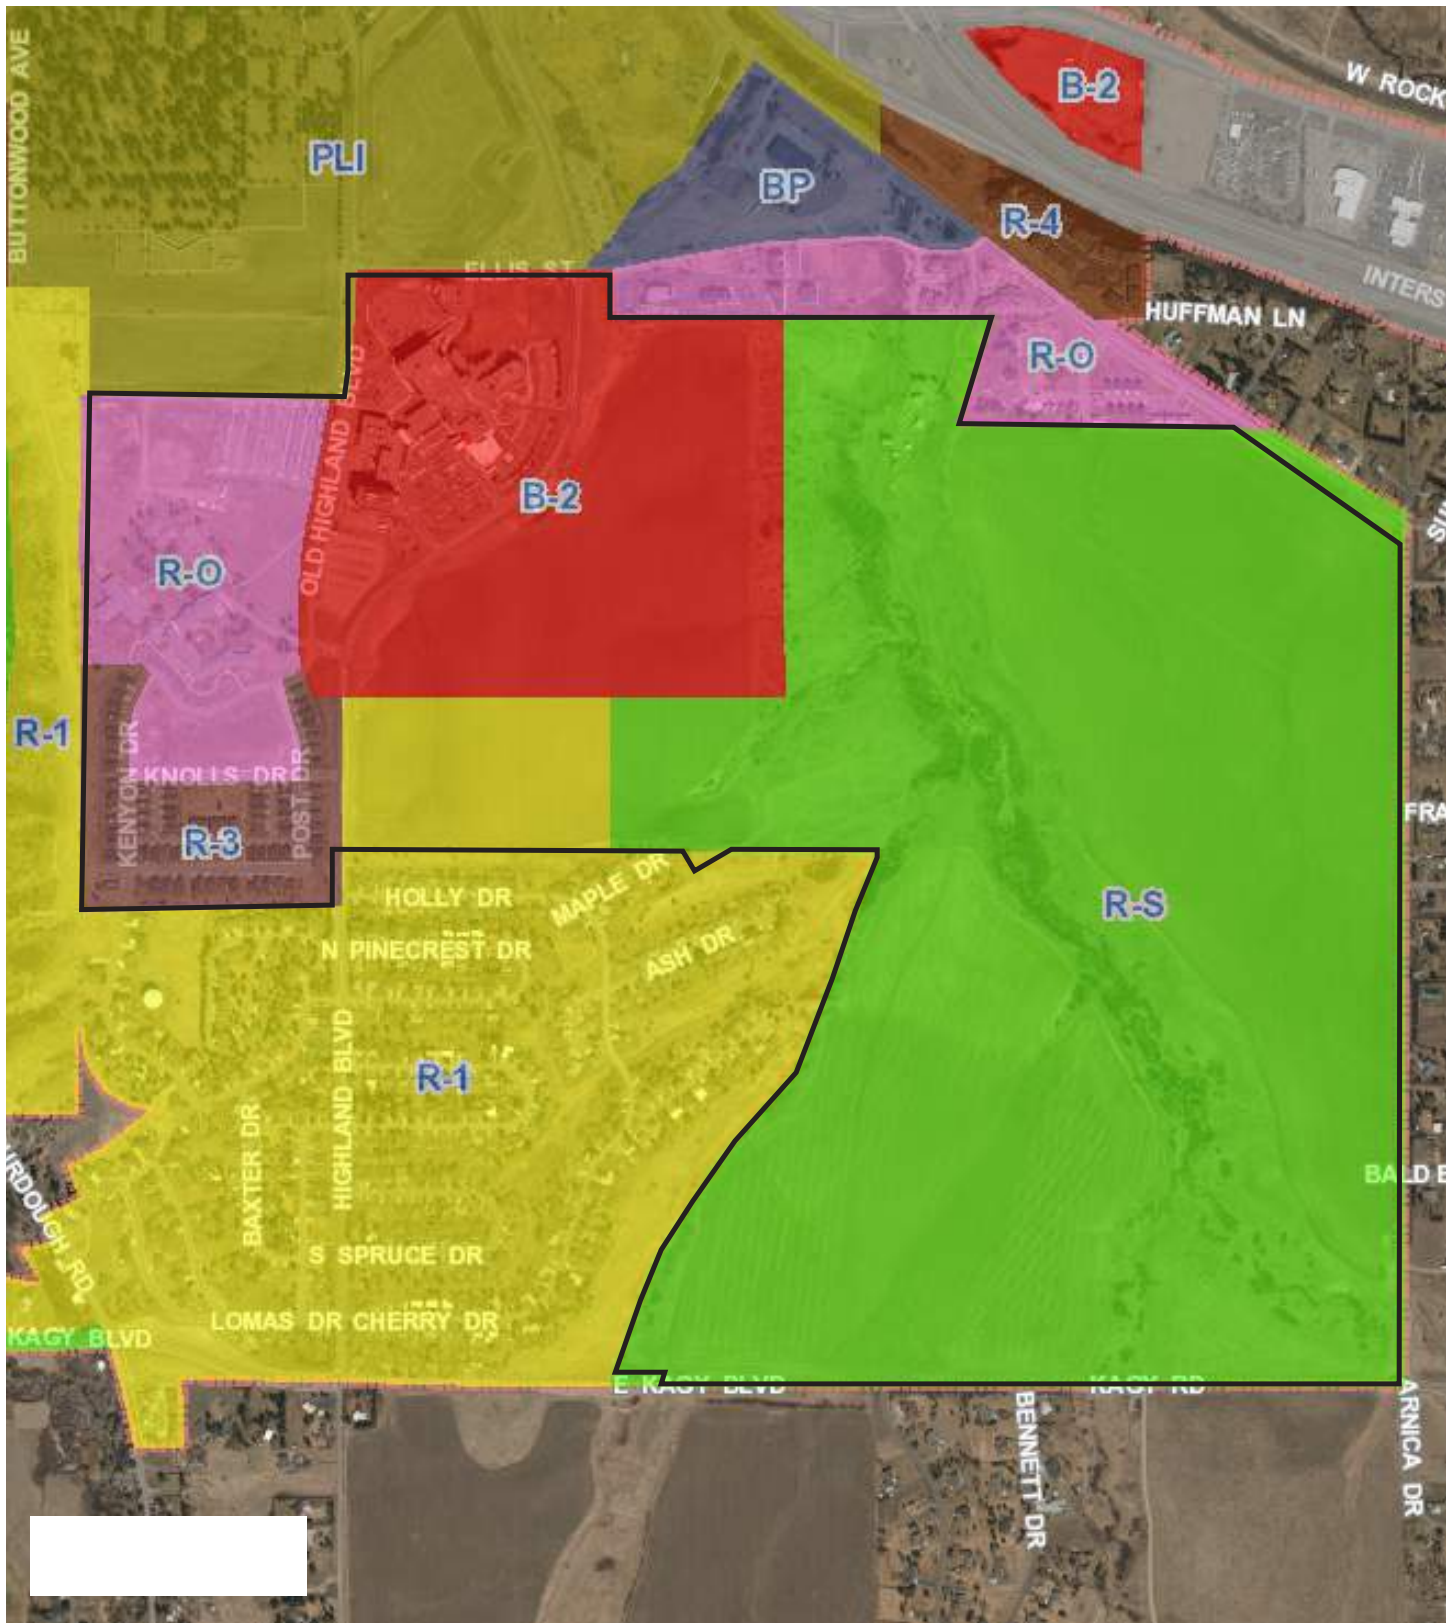 BUTTONWOOD AVE
W ROCK
B-2
PLI
BP
R-4
INTERS
ELLIS ST
HUFFMAN LN
R-O
OLD HIGHLAND BLVD
B-2
R-O
R-1
KENYON DR
KNOLLS DR
POST DR
R-3
FRA
HOLLY DR
MAPLE DR
N PINECREST DR
ASH DR
R-S
R-1
HIGHLAND BLVD
BAXTER DR
URDOUGH RD
BALD E
S SPRUCE DR
LOMAS DR
CHERRY DR
KAGY BLVD
E KAGY BLVD
KAGY RD
BENNETT DR
ARNICA DR